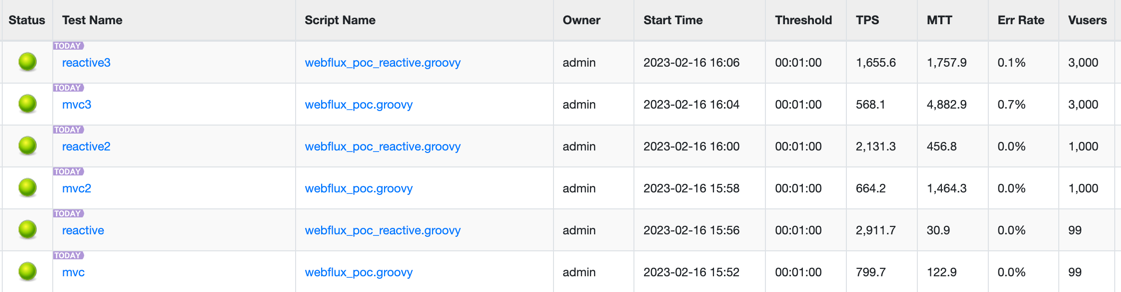 Status Test Name Script Name Owner Start Time Threshold TPS MTT Err Rate Vusers
TODAY
reactive3 webflux_poc_reactive.groovy admin 2023-02-16 16:06 00:01:00 1,655.6 1,757.9 0.1% 3,000
TODAY
mvc3 webflux_poc.groovy admin 2023-02-16 16:04 00:01:00 568.1 4,882.9 0.7% 3,000
TODAY
reactive2 webflux_poc_reactive.groovy admin 2023-02-16 16:00 00:01:00 2,131.3 456.8 0.0% 1,000
TODAY
mvc2 webflux_poc.groovy admin 2023-02-16 15:58 00:01:00 664.2 1,464.3 0.0% 1,000
TODAY
reactive webflux_poc_reactive.groovy admin 2023-02-16 15:56 00:01:00 2,911.7 30.9 0.0% 99
TODAY
mvc webflux_poc.groovy admin 2023-02-16 15:52 00:01:00 799.7 122.9 0.0% 99